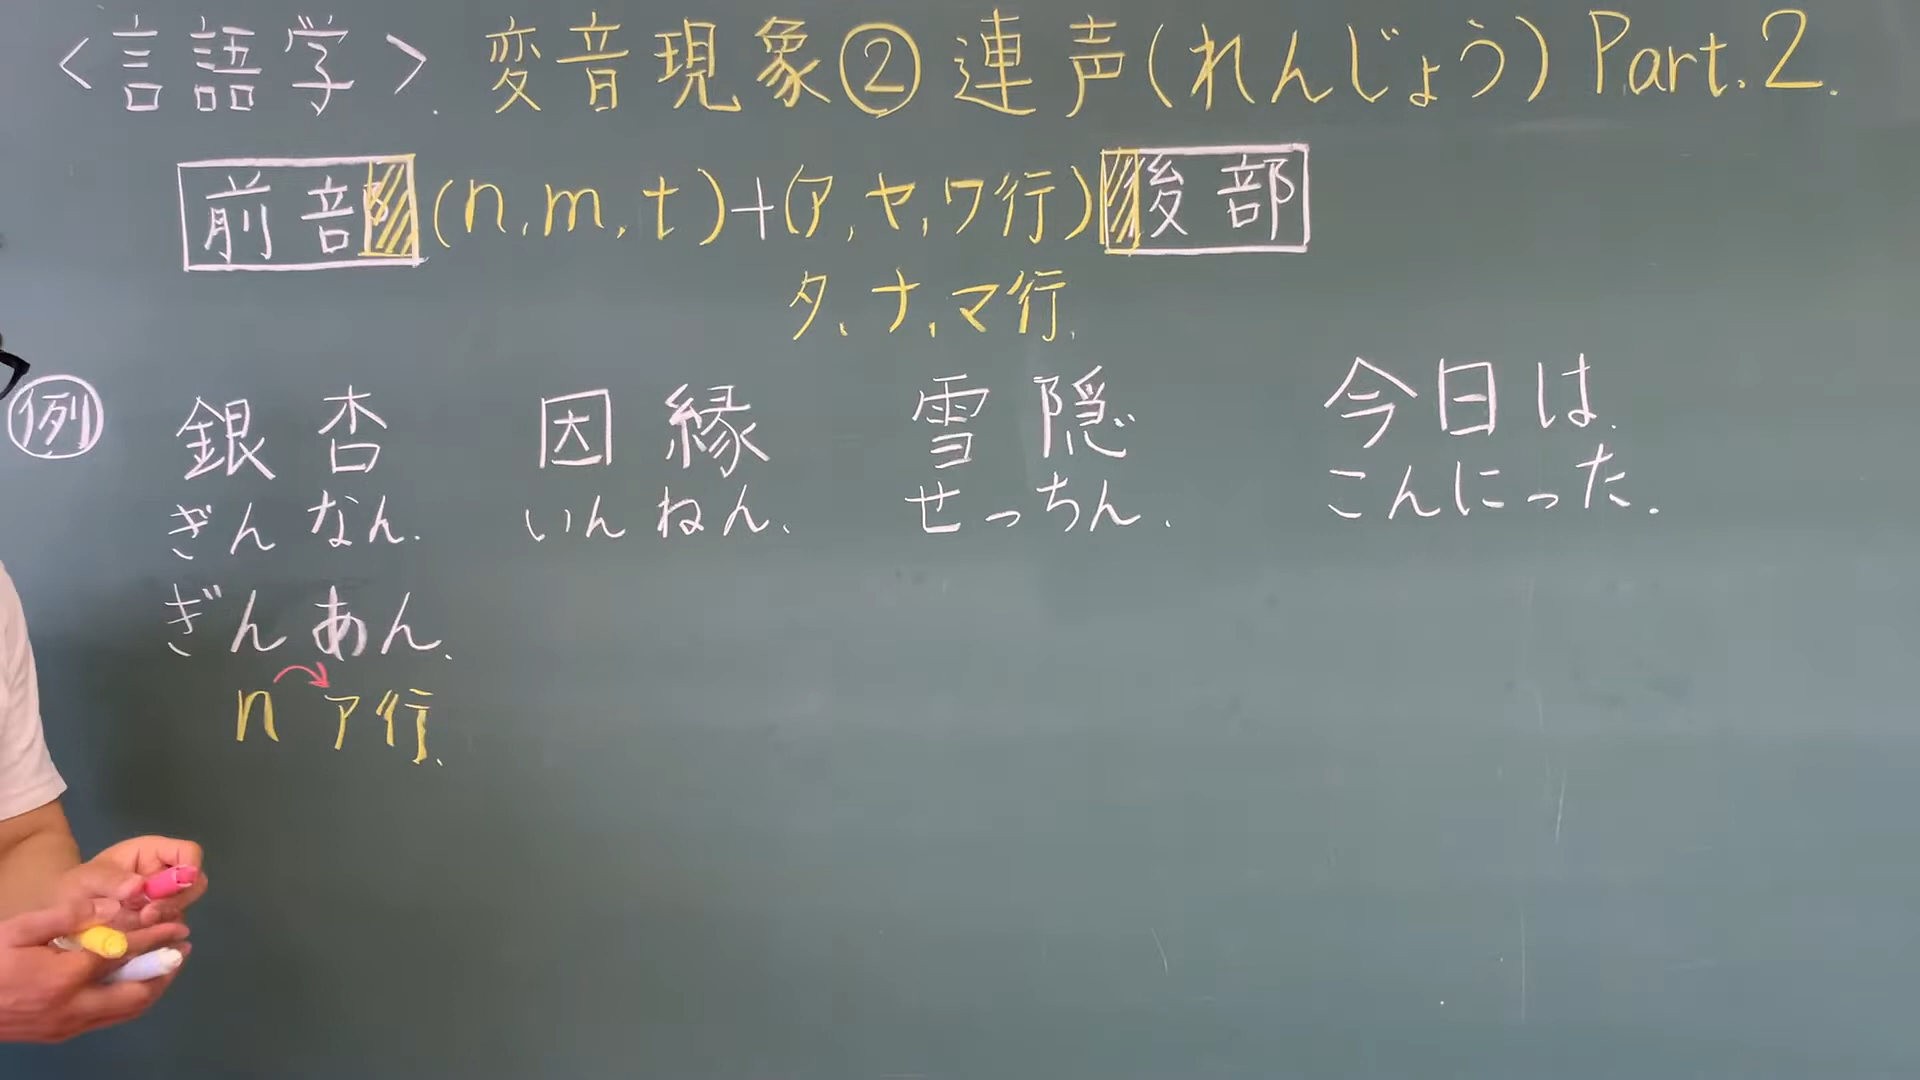 <言語学>. 変音現象② 連声(れんじょう) Part.2.
前部(n, m, t)+(ア,ヤ,ワ行)後部
タ、ナ、マ行.
例 銀杏 因縁 雪隠 今日は.
ぎんなん. いんねん、 せっちん. こんにった.
ぎんあん.
n ア行.